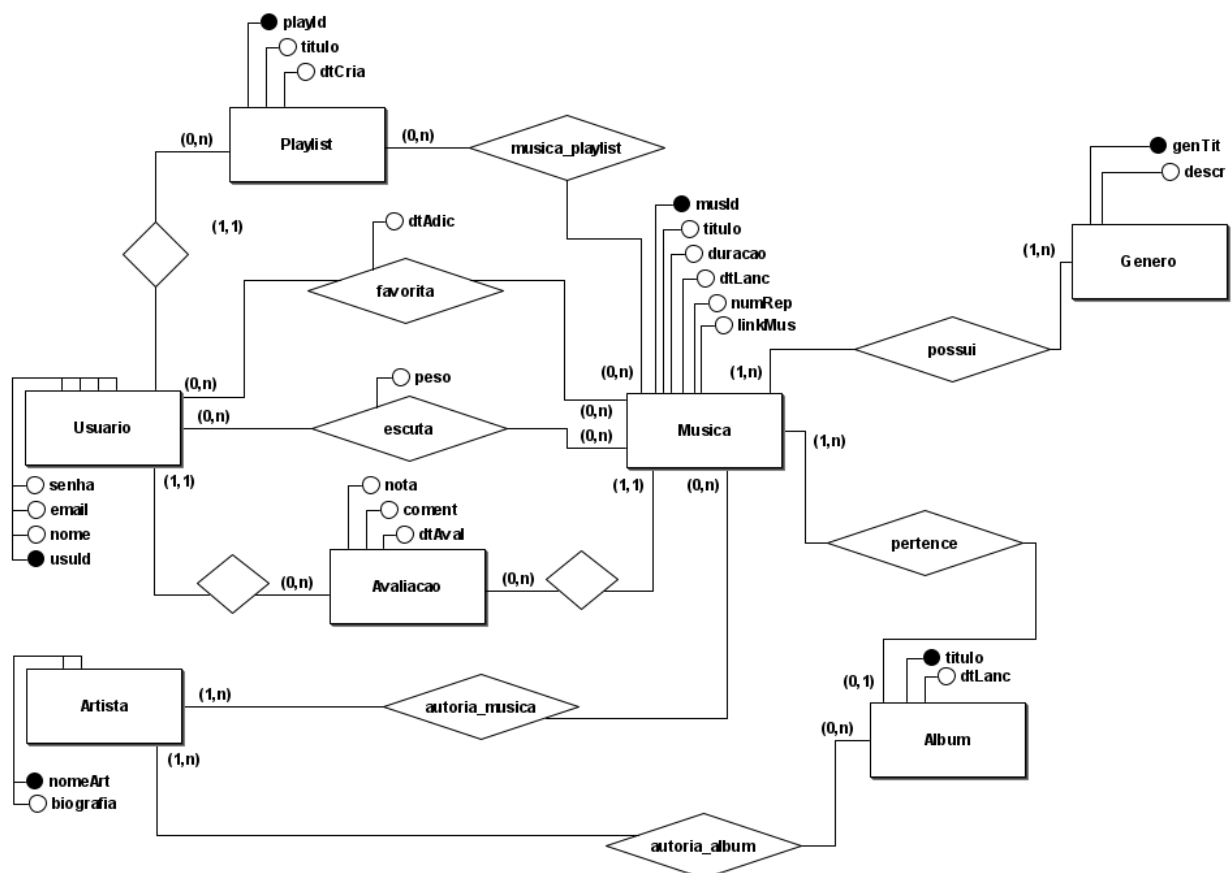 playId
titulo
dtCria
(0,n)
Playlist
(0,n)
musica_playlist
genTit
descr
(1,1)
dtAdic
musId
titulo
duracao
dtLanc
numRep
linkMus
(1,n)
Genero
favorita
possui
(0,n)
(0,n)
(1,n)
peso
(0,n)
Usuario
(0,n)
escuta
(0,n)
Musica
(1,n)
(1,1)
(1,1)
(0,n)
senha
email
nome
usuId
nota
coment
dtAval
pertence
(0,n)
Avaliacao
(0,n)
titulo
dtLanc
(0,1)
Artista
(1,n)
autoria_musica
(0,n)
Album
(1,n)
nomeArt
biografia
autoria_album